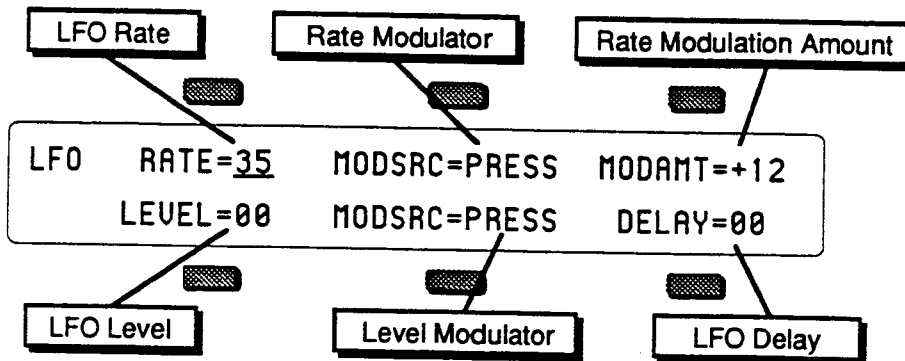 LFO Rate
Rate Modulator
Rate Modulation Amount
LFO RATE=35 MODSRC=PRESS MODAMT=+12
LEVEL=00 MODSRC=PRESS DELAY=00
LFO Level
Level Modulator
LFO Delay